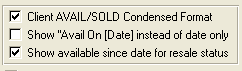 Client AVAIL/SOLD Condensed Format
Show "Avail On [Date] instead of date only
Show available since date for resale status